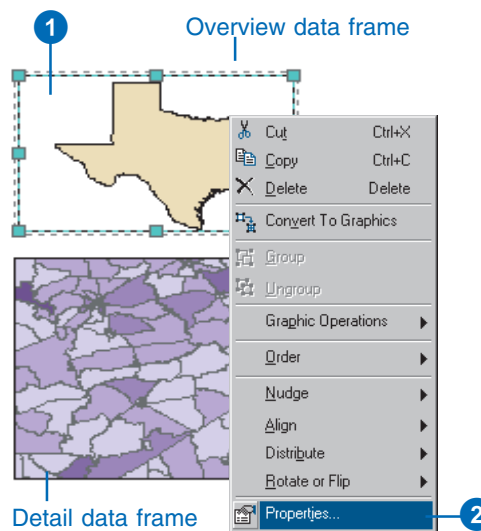 1
Overview data frame
Cut Ctrl+X
Copy Ctrl+C
Delete Delete
Convert To Graphics
Group
Ungroup
Graphic Operations
Order
Nudge
Align
Distribute
Rotate or Flip
Properties...
2
Detail data frame